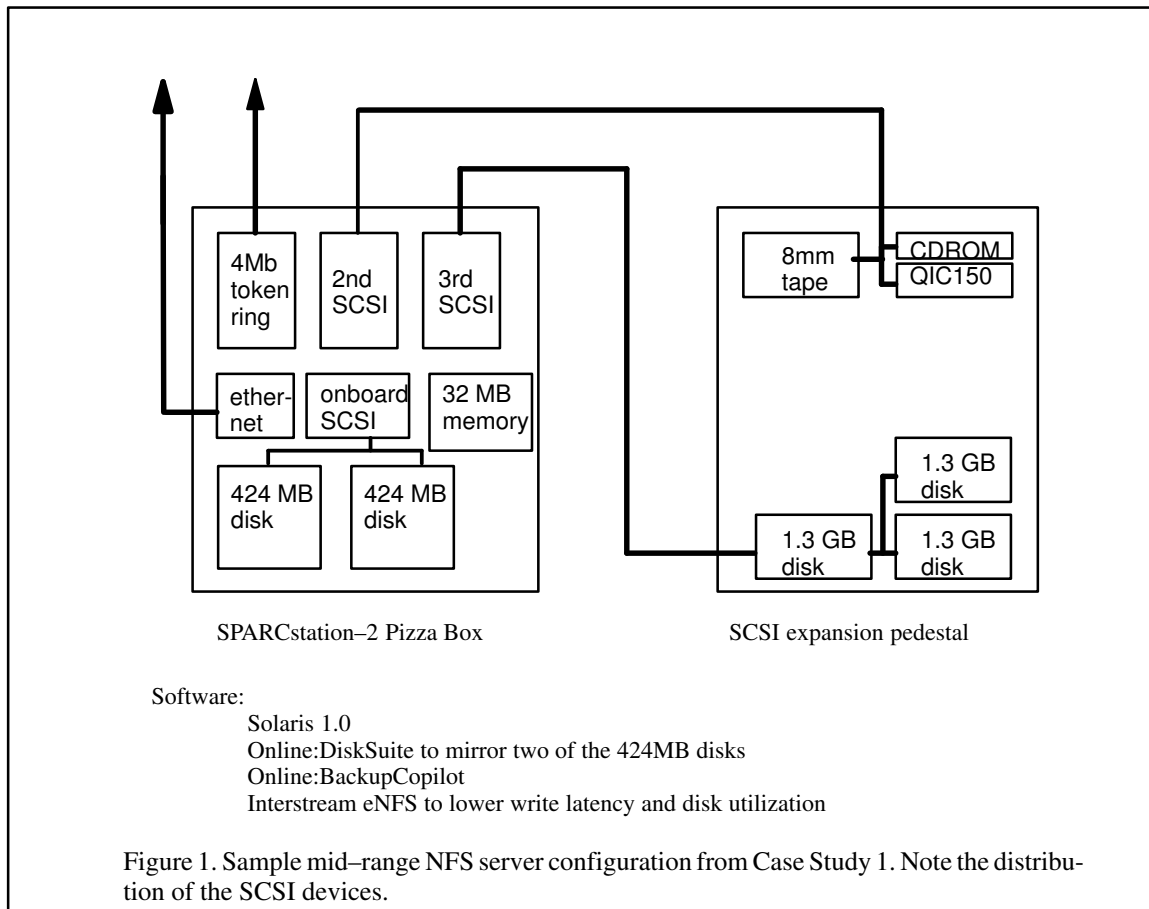 4Mb
token
ring
2nd
SCSI
3rd
SCSI
ether-
net
onboard
SCSI
32 MB
memory
424 MB
disk
424 MB
disk
8mm
tape
CDROM
QIC150
1.3 GB
disk
1.3 GB
disk
1.3 GB
disk
SPARCstation–2 Pizza Box
SCSI expansion pedestal
Software:
Solaris 1.0
Online:DiskSuite to mirror two of the 424MB disks
Online:BackupCopilot
Interstream eNFS to lower write latency and disk utilization
Figure 1. Sample mid–range NFS server configuration from Case Study 1. Note the distribu-
tion of the SCSI devices.